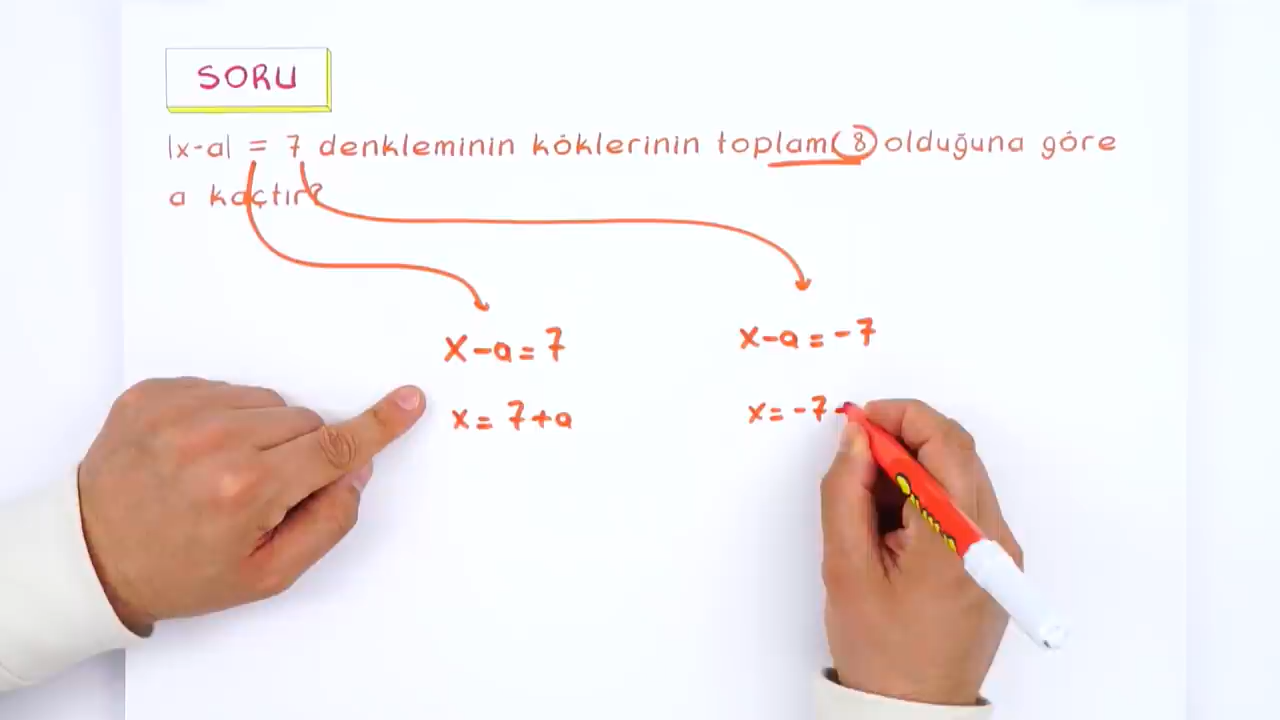 SORU
|x-a| = 7 denkleminin köklerinin toplamı 8 olduğuna göre
a kaçtır?
x-a=7
x-a=-7
x=7+a
x=-7+